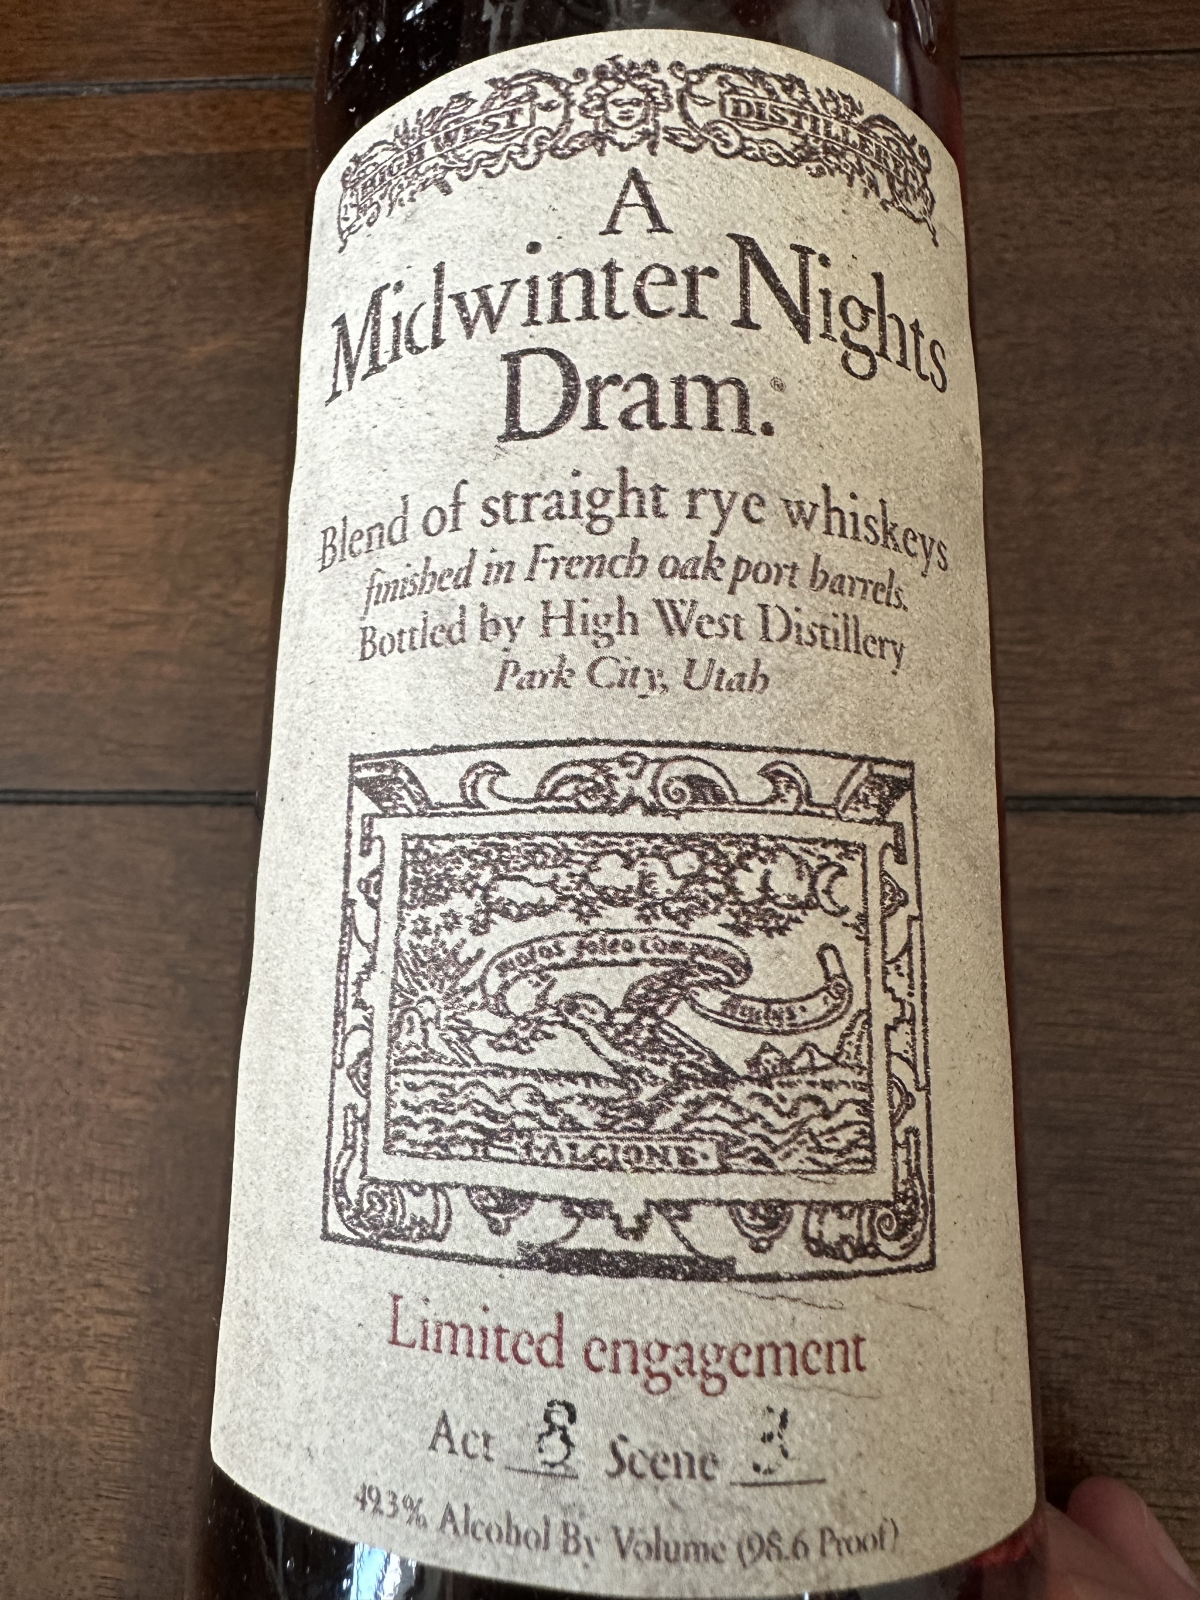 HIGH WEST DISTILLERY
A
Midwinter Nights
Dram.®
Blend of straight rye whiskeys
finished in French oak port barrels.
Bottled by High West Distillery
Park City, Utah
ALCIONE
Limited engagement
Act 8 Scene 3
49.3% Alcohol By Volume (98.6 Proof)